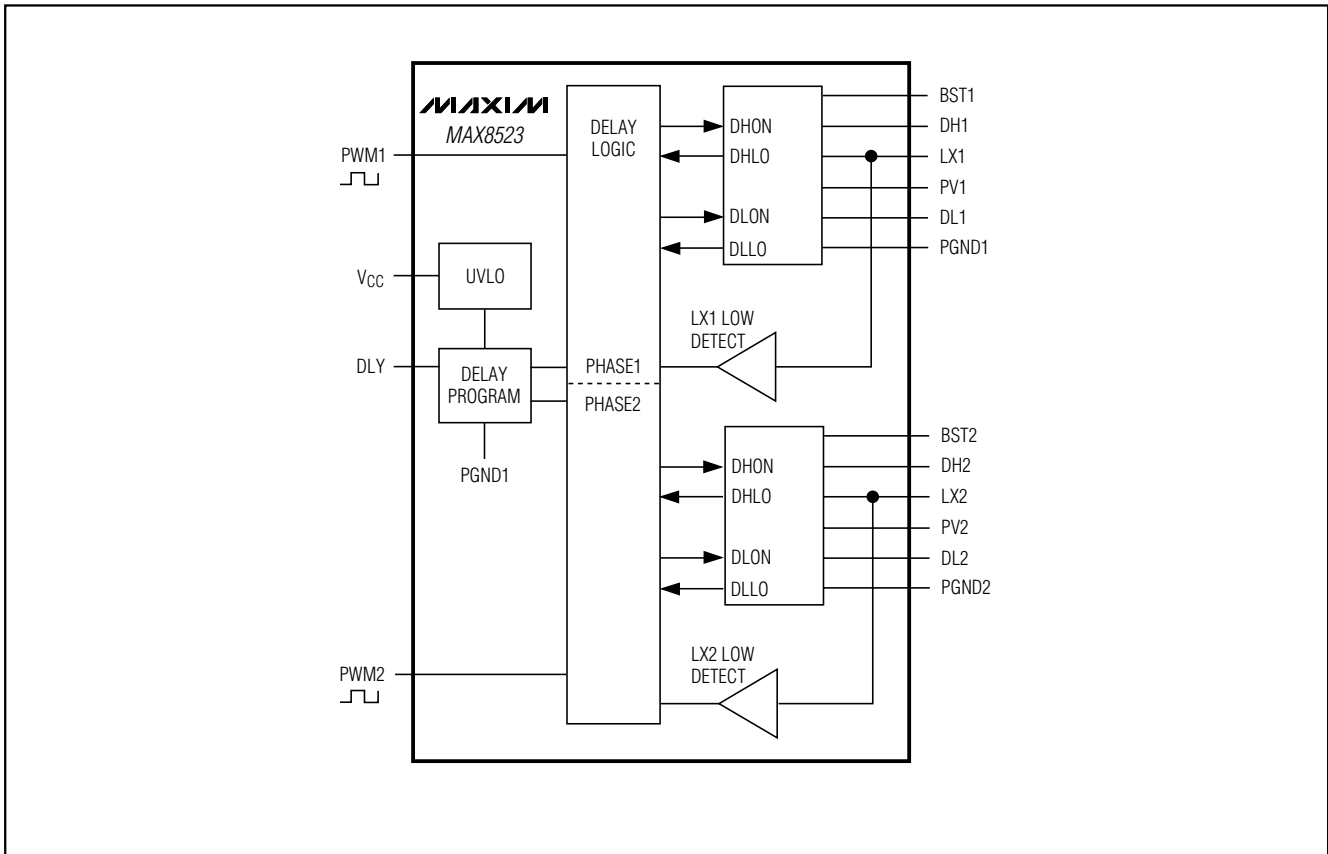 MAXIM
MAX8523
PWM1
VCC
DLY
UVLO
DELAY
PROGRAM
PGND1
PWM2
DELAY
LOGIC
PHASE1
PHASE2
DHON
DHLO
DLON
DLLO
BST1
DH1
LX1
PV1
DL1
PGND1
LX1 LOW
DETECT
DHON
DHLO
DLON
DLLO
BST2
DH2
LX2
PV2
DL2
PGND2
LX2 LOW
DETECT